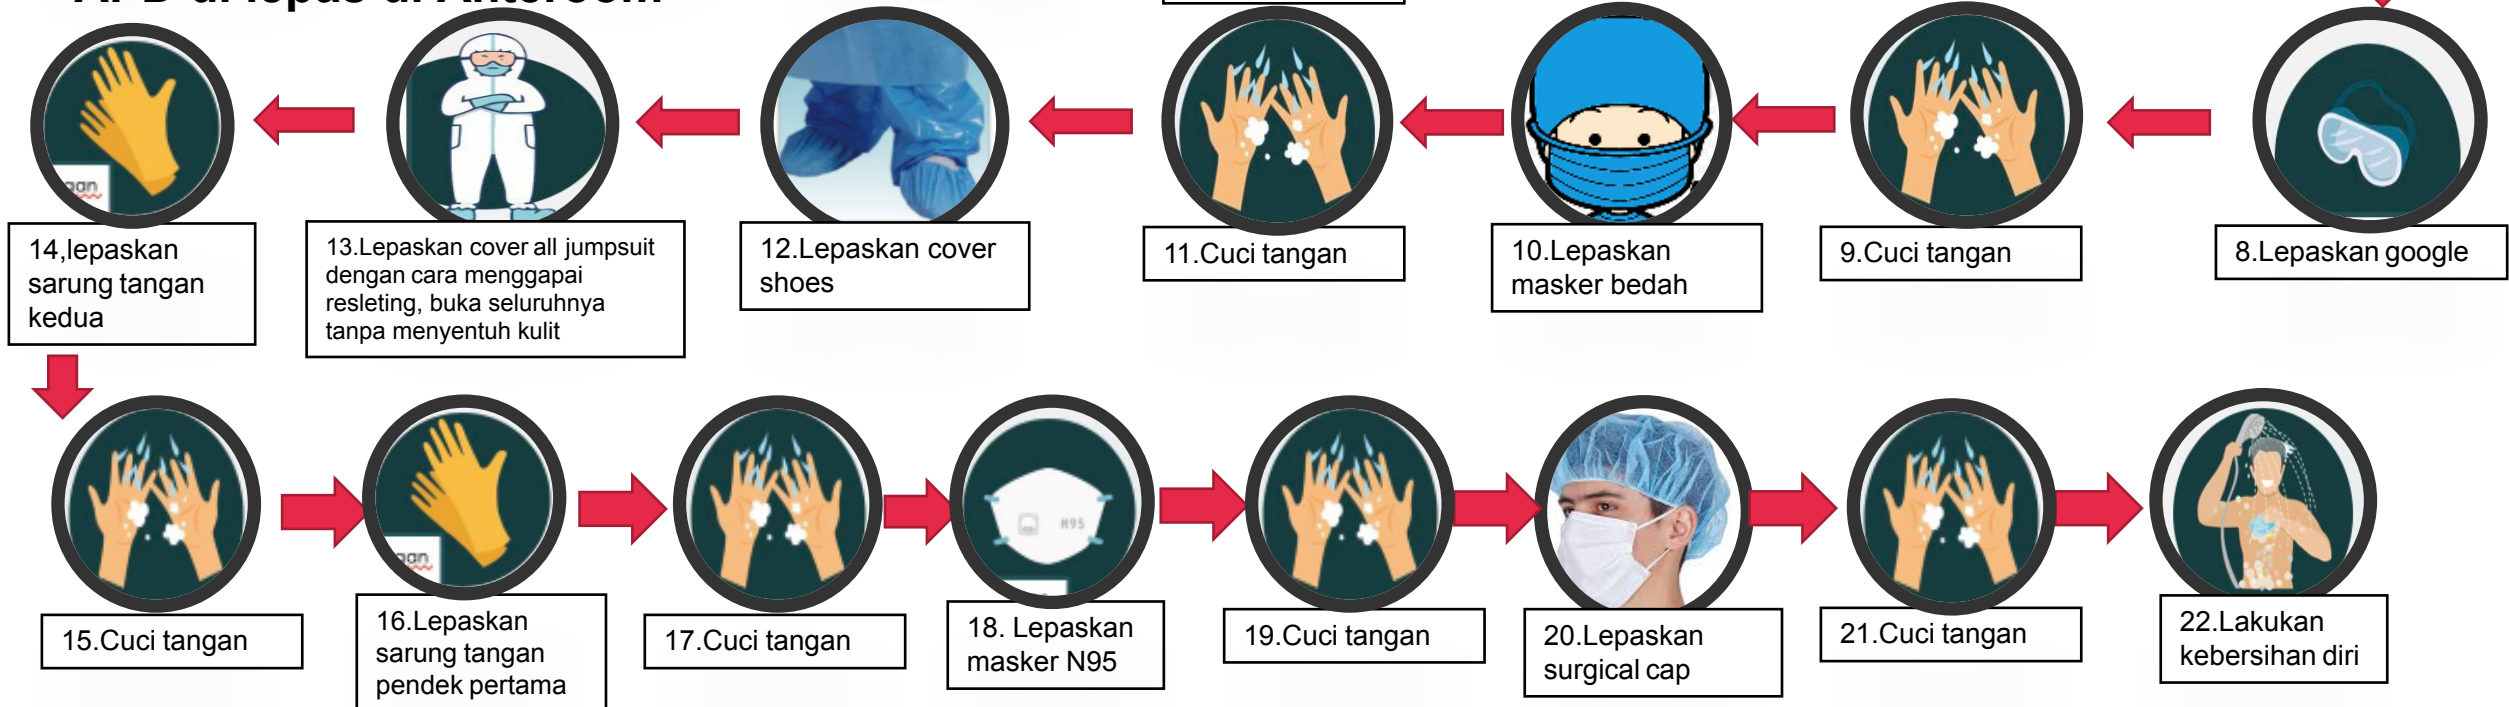 8.Lepaskan google
9.Cuci tangan
10.Lepaskan
masker bedah
11.Cuci tangan
12.Lepaskan cover
shoes
13.Lepaskan cover all jumpsuit
dengan cara menggapai
resleting, buka seluruhnya
tanpa menyentuh kulit
14,lepaskan
sarung tangan
kedua
15.Cuci tangan
16.Lepaskan
sarung tangan
pendek pertama
17.Cuci tangan
N95
18. Lepaskan
masker N95
19.Cuci tangan
20.Lepaskan
surgical cap
21.Cuci tangan
22.Lakukan
kebersihan diri